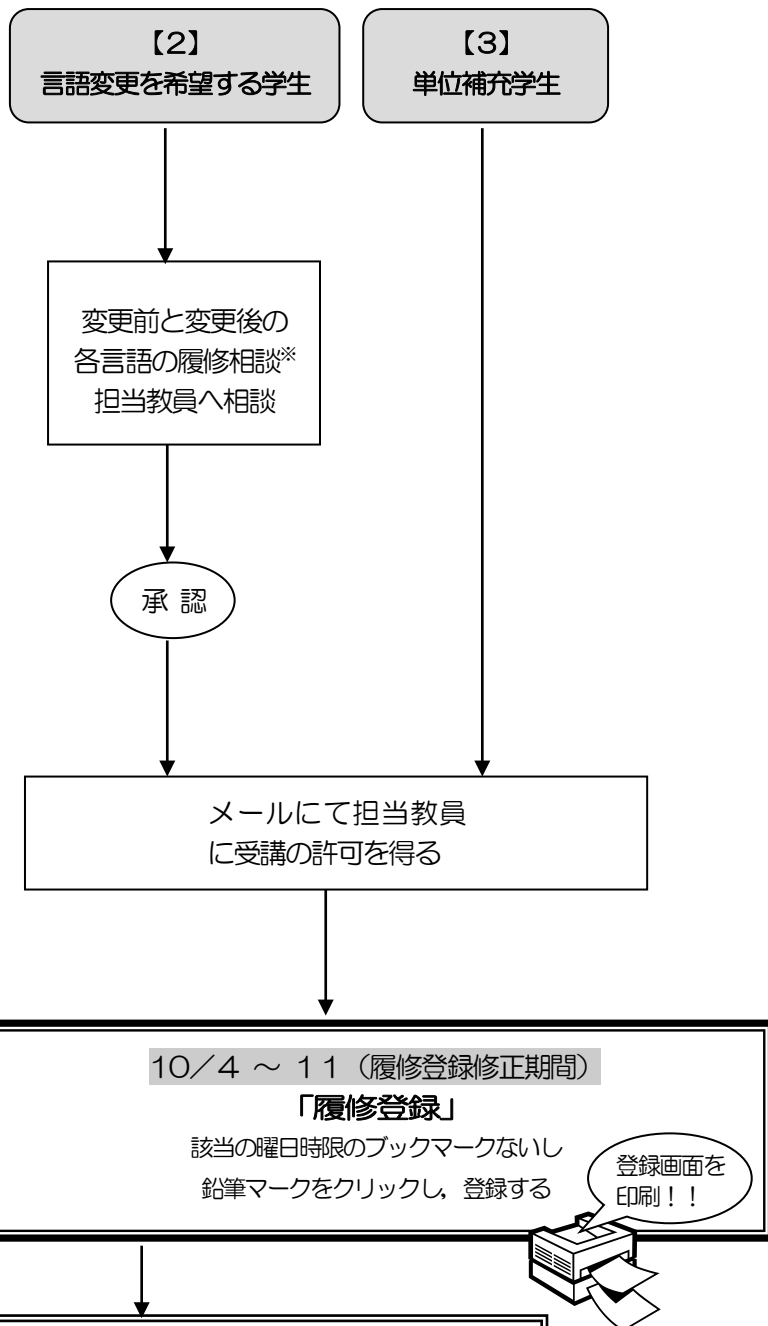 【2】
言語変更を希望する学生
【3】
単位補充学生
変更前と変更後の
各言語の履修相談※
担当教員へ相談
承 認
メールにて担当教員
に受講の許可を得る
10／4 ～ 11（履修登録修正期間）
「履修登録」
該当の曜日時限のブックマークないし
鉛筆マークをクリックし，登録する
登録画面を
印刷！！